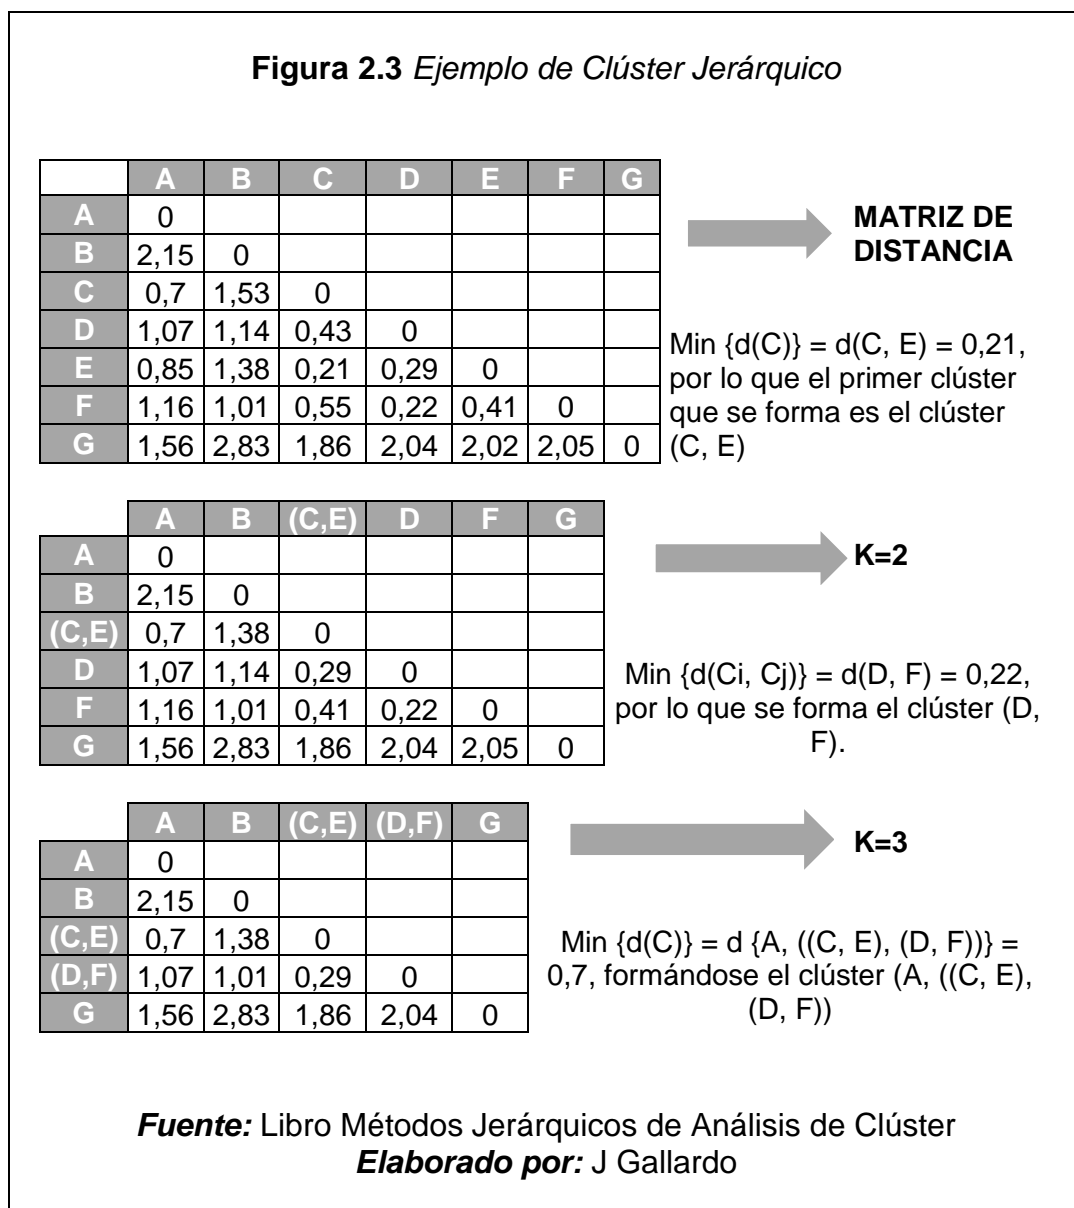 Figura 2.3 Ejemplo de Clúster Jerárquico
A B C D E F G
A 0
B 2,15 0
C 0,7 1,53 0
D 1,07 1,14 0,43 0
E 0,85 1,38 0,21 0,29 0
F 1,16 1,01 0,55 0,22 0,41 0
G 1,56 2,83 1,86 2,04 2,02 2,05 0
MATRIZ DE
DISTANCIA
Min {d(C)} = d(C, E) = 0,21,
por lo que el primer clúster
que se forma es el clúster
(C, E)
A B (C,E) D F G
A 0
B 2,15 0
(C,E) 0,7 1,38 0
D 1,07 1,14 0,29 0
F 1,16 1,01 0,41 0,22 0
G 1,56 2,83 1,86 2,04 2,05 0
K=2
Min {d(Ci, Cj)} = d(D, F) = 0,22,
por lo que se forma el clúster (D,
F).
A B (C,E) (D,F) G
A 0
B 2,15 0
(C,E) 0,7 1,38 0
(D,F) 1,07 1,01 0,29 0
G 1,56 2,83 1,86 2,04 0
K=3
Min {d(C)} = d {A, ((C, E), (D, F))} =
0,7, formándose el clúster (A, ((C, E),
(D, F))
Fuente: Libro Métodos Jerárquicos de Análisis de Clúster
Elaborado por: J Gallardo